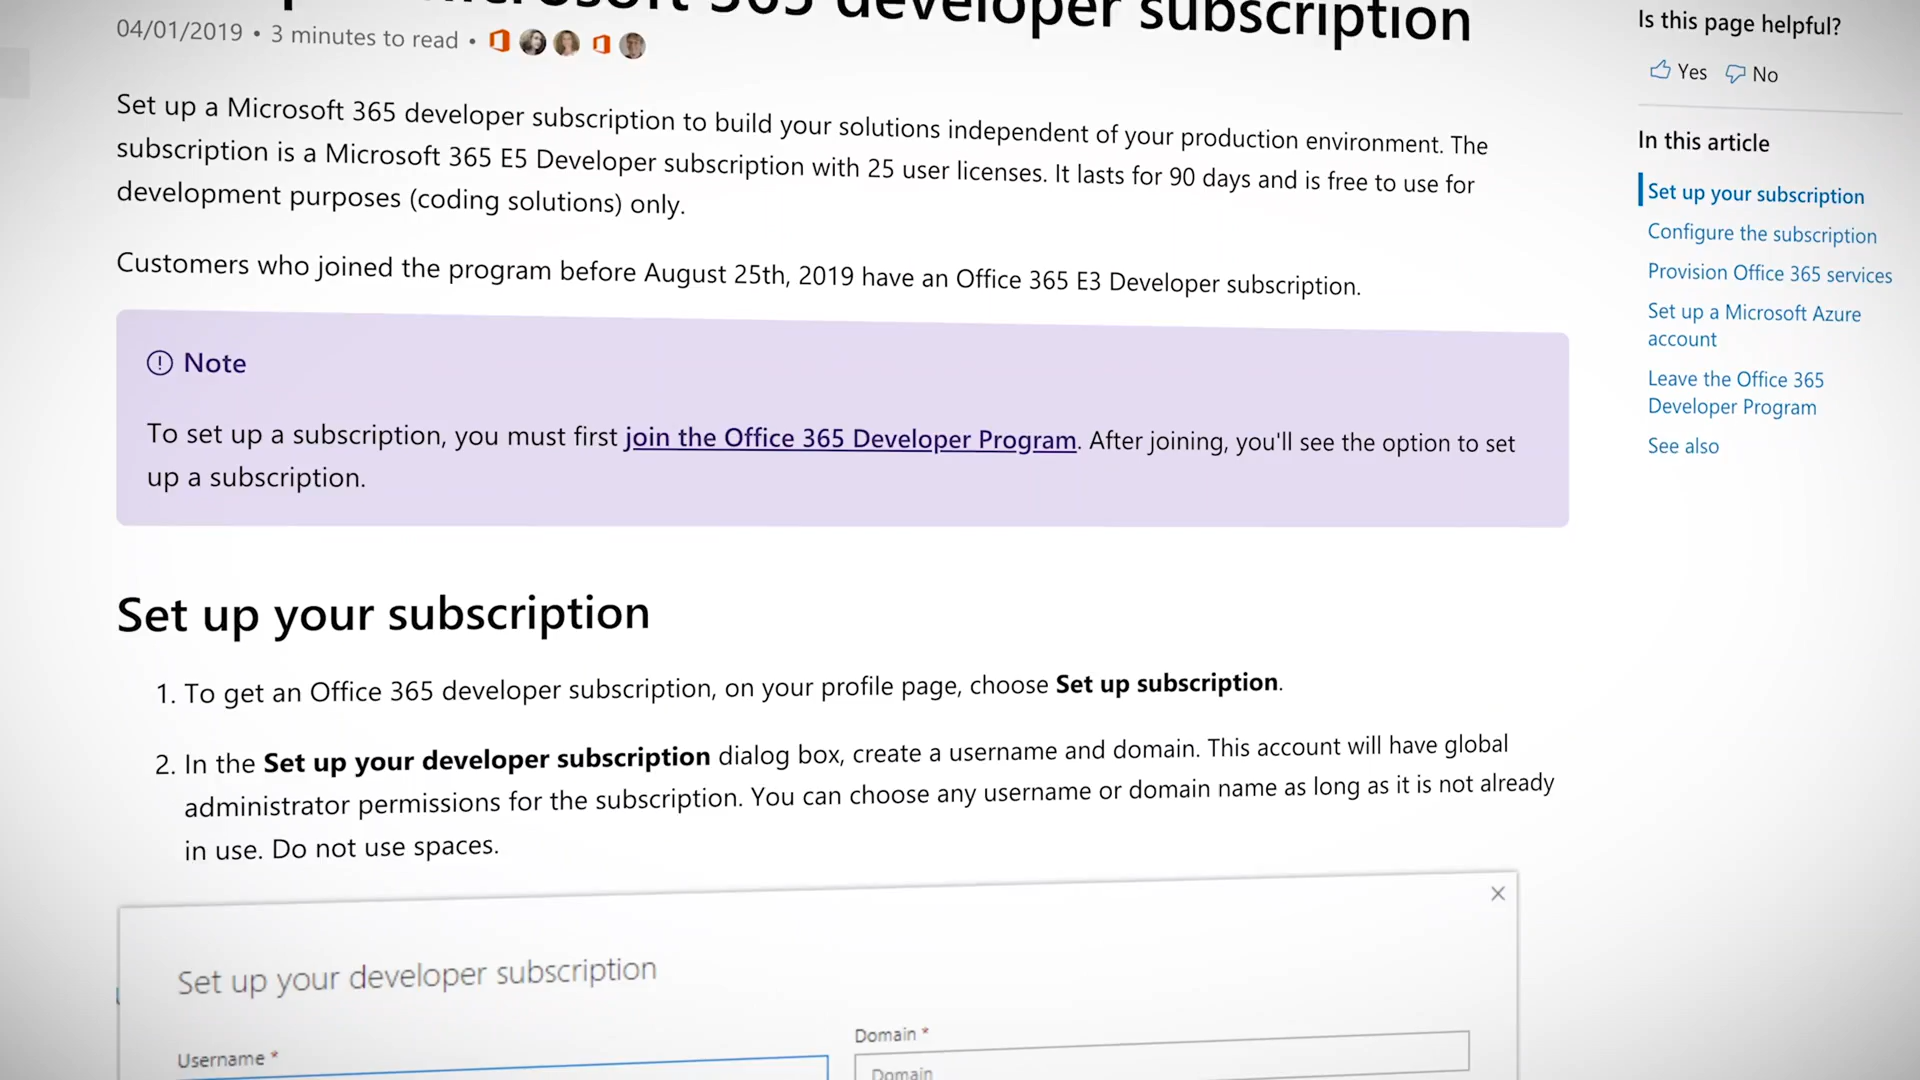 365 developer subscription
04/01/2019 • 3 minutes to read •
Set up a Microsoft 365 developer subscription to build your solutions independent of your production environment. The
subscription is a Microsoft 365 E5 Developer subscription with 25 user licenses. It lasts for 90 days and is free to use for
development purposes (coding solutions) only.
Customers who joined the program before August 25th, 2019 have an Office 365 E3 Developer subscription.
Note
To set up a subscription, you must first join the Office 365 Developer Program. After joining, you'll see the option to set
up a subscription.
Set up your subscription
1. To get an Office 365 developer subscription, on your profile page, choose Set up subscription.
2. In the Set up your developer subscription dialog box, create a username and domain. This account will have global
administrator permissions for the subscription. You can choose any username or domain name as long as it is not already
in use. Do not use spaces.
Set up your developer subscription
Username *
Domain *
Domain
Is this page helpful?
Yes No
In this article
Set up your subscription
Configure the subscription
Provision Office 365 services
Set up a Microsoft Azure
account
Leave the Office 365
Developer Program
See also